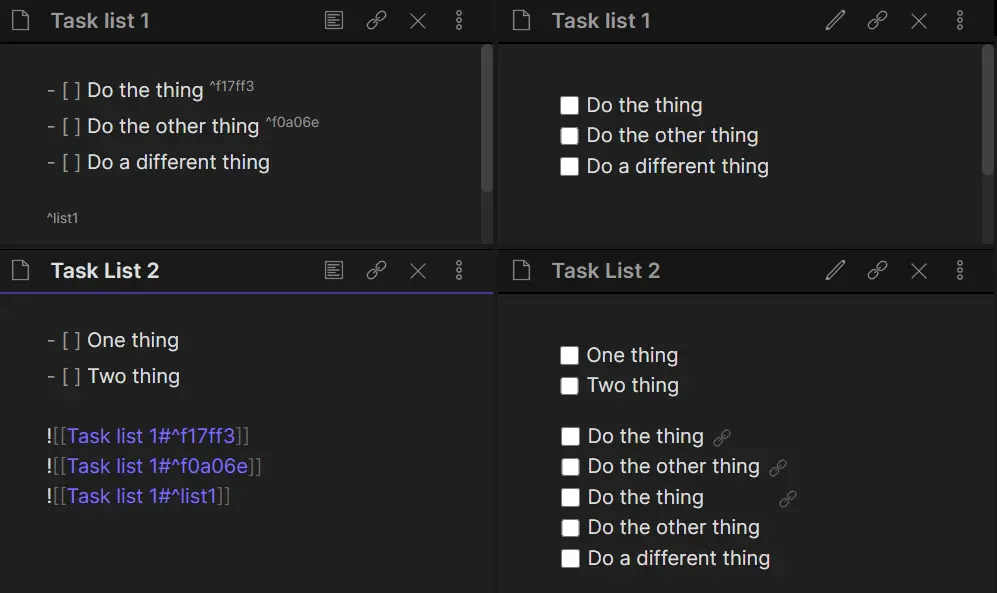 Task list 1
- [ ] Do the thing ^f17ff3
- [ ] Do the other thing ^f0a06e
- [ ] Do a different thing
^list1
Task list 1
Do the thing
Do the other thing
Do a different thing
Task List 2
- [ ] One thing
- [ ] Two thing
![[Task list 1#^f17ff3]]
![[Task list 1#^f0a06e]]
![[Task list 1#^list1]]
Task List 2
One thing
Two thing
Do the thing
Do the other thing
Do the thing
Do the other thing
Do a different thing